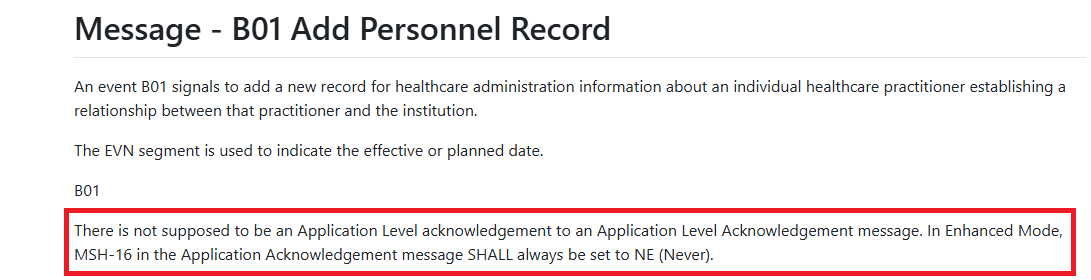 Message - B01 Add Personnel Record
An event B01 signals to add a new record for healthcare administration information about an individual healthcare practitioner establishing a
relationship between that practitioner and the institution.
The EVN segment is used to indicate the effective or planned date.
B01
There is not supposed to be an Application Level acknowledgement to an Application Level Acknowledgement message. In Enhanced Mode,
MSH-16 in the Application Acknowledgement message SHALL always be set to NE (Never).